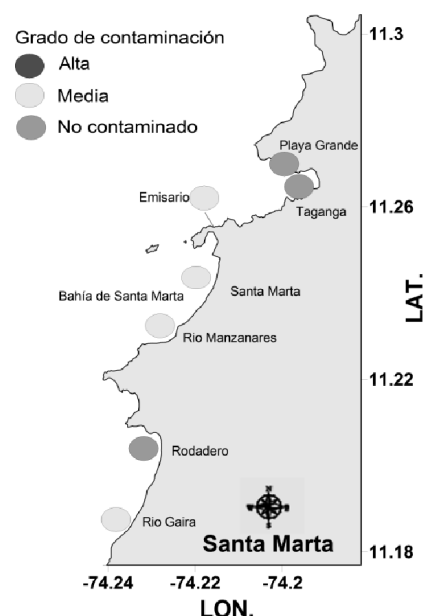 Grado de contaminación
Alta
Media
No contaminado
11.3
Playa Grande
Emisario
Taganga
11.26
Bahía de Santa Marta
Santa Marta
Rio Manzanares
LAT.
11.22
Rodadero
Rio Gaira
Santa Marta
11.18
-74.24
-74.22
-74.2
LON.